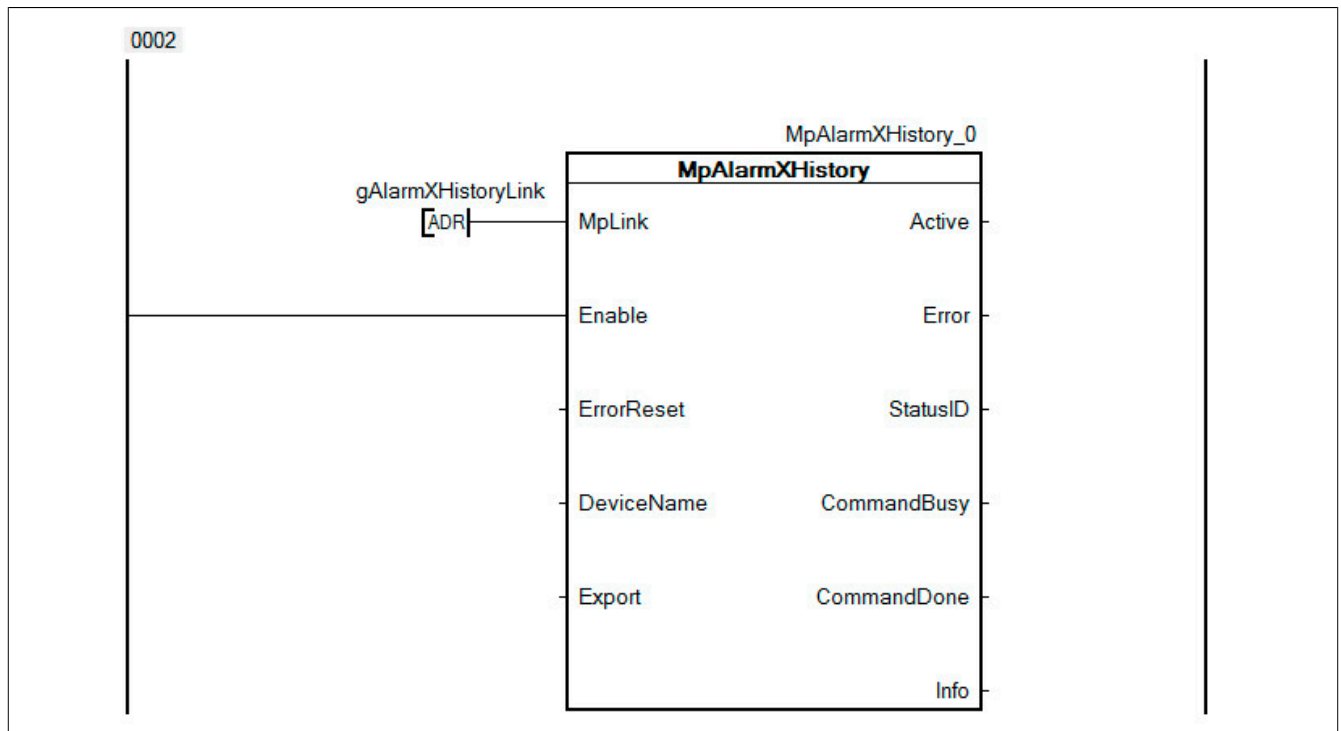 0002
MpAlarmXHistory_0
MpAlarmXHistory
gAlarmXHistoryLink
ADR MpLink Active
Enable Error
ErrorReset StatusID
DeviceName CommandBusy
Export CommandDone
Info